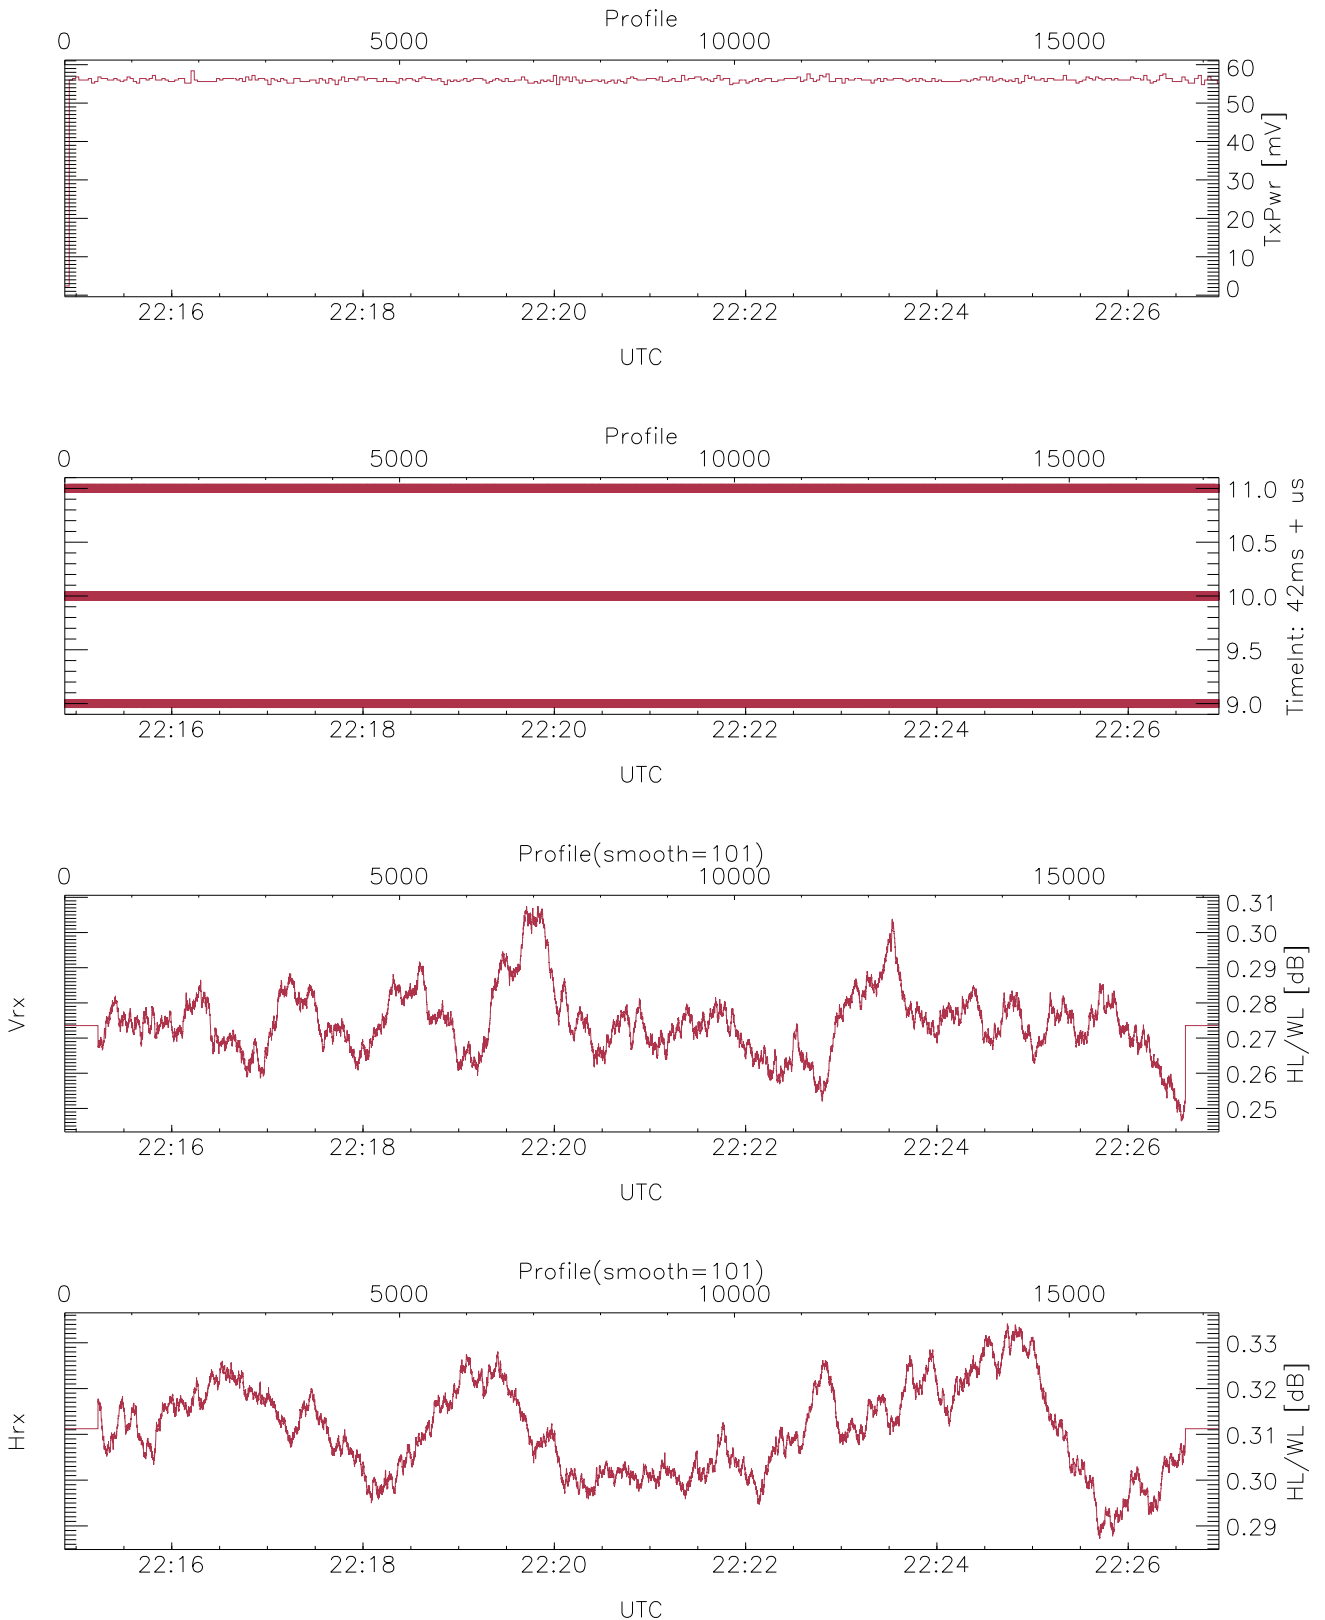 Profile
0 5000 10000 15000
60
50
40
30
20
10
0
TxPwr [mV]
22:16 22:18 22:20 22:22 22:24 22:26
UTC
Profile
0 5000 10000 15000
11.0
10.5
10.0
9.5
9.0
TimeInt: 42ms + us
22:16 22:18 22:20 22:22 22:24 22:26
UTC
Profile(smooth=101)
0 5000 10000 15000
Vrx
0.31
0.30
0.29
0.28
0.27
0.26
0.25
HL/WL [dB]
22:16 22:18 22:20 22:22 22:24 22:26
UTC
Profile(smooth=101)
0 5000 10000 15000
Hrx
0.33
0.32
0.31
0.30
0.29
HL/WL [dB]
22:16 22:18 22:20 22:22 22:24 22:26
UTC